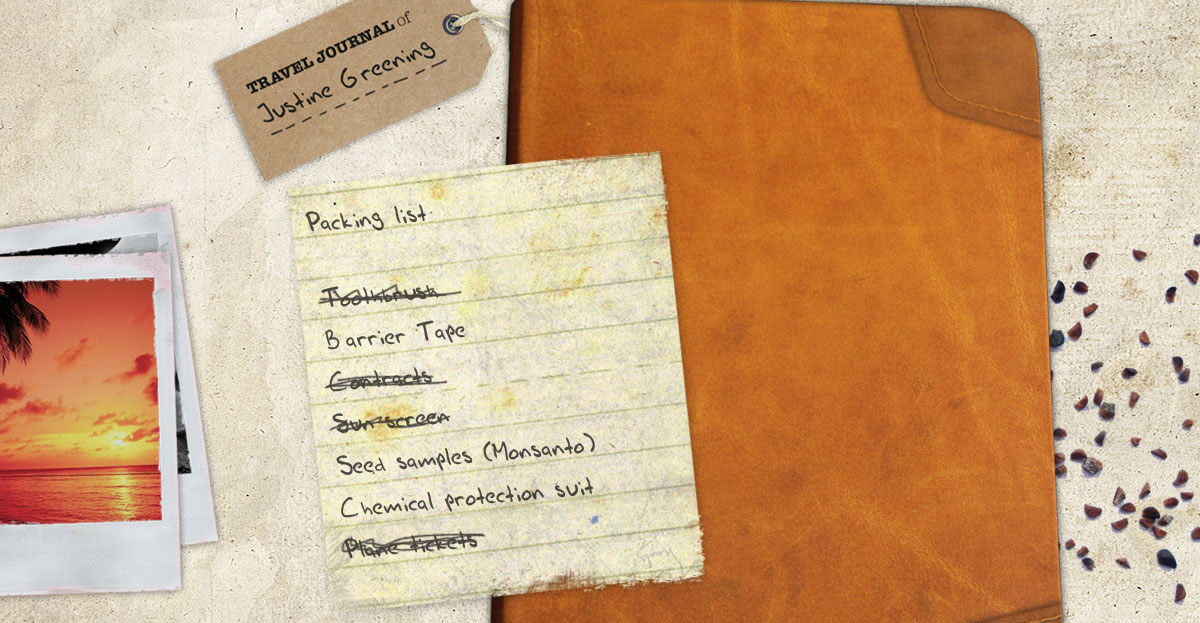 TRAVEL JOURNAL of
Justine Greening
Packing list
Toothbrush
Barrier Tape
Contracts
Sun screen
Seed samples (Monsanto)
Chemical protection suit
Plane tickets